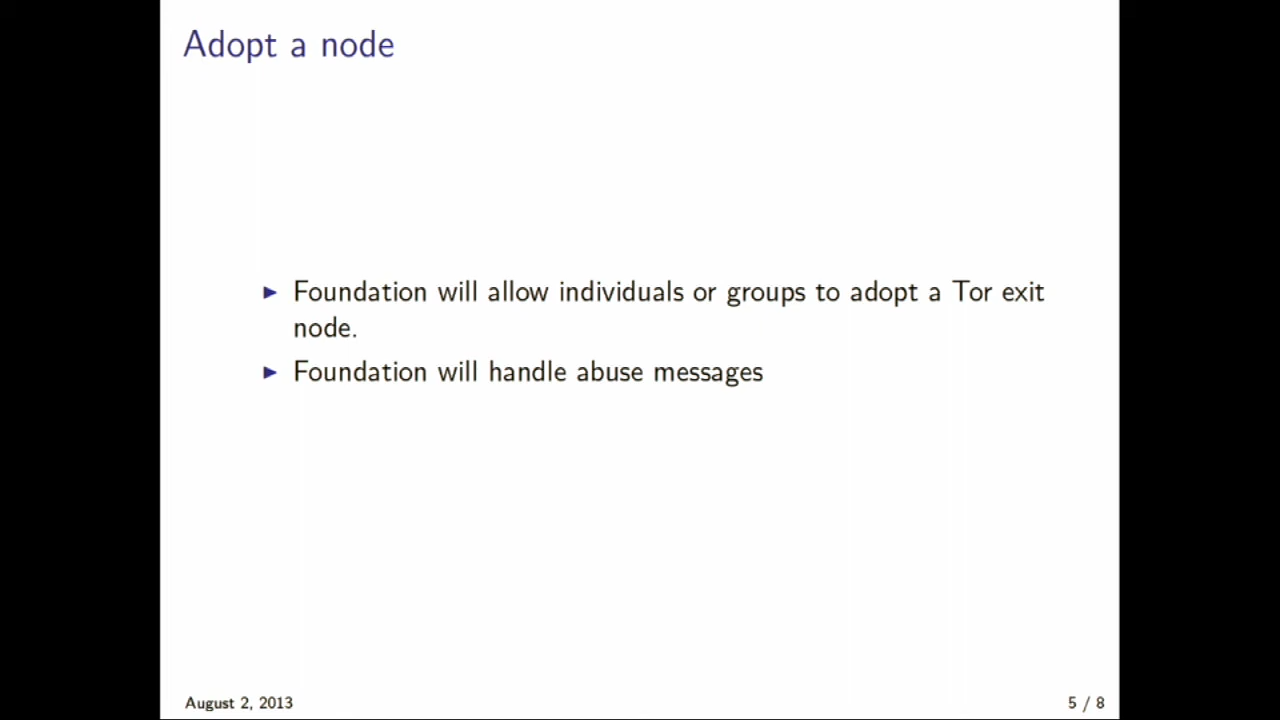 Adopt a node
▶ Foundation will allow individuals or groups to adopt a Tor exit
node.
▶ Foundation will handle abuse messages
August 2, 2013
5 / 8